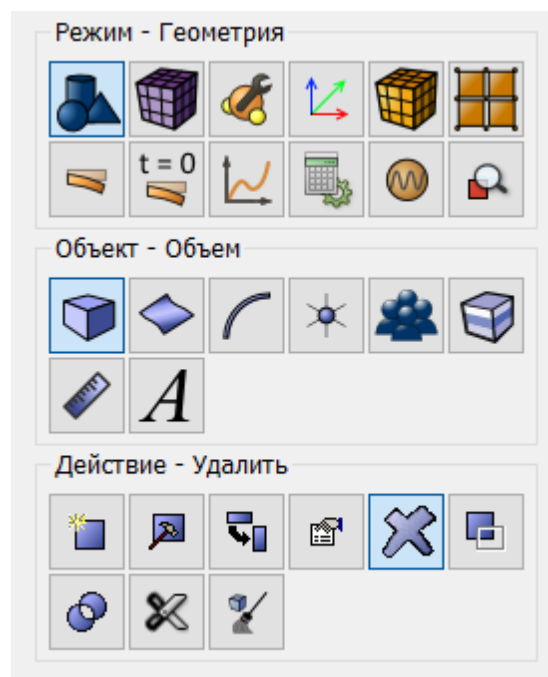 Режим - Геометрия
t = 0
Объект - Объем
A
Действие - Удалить